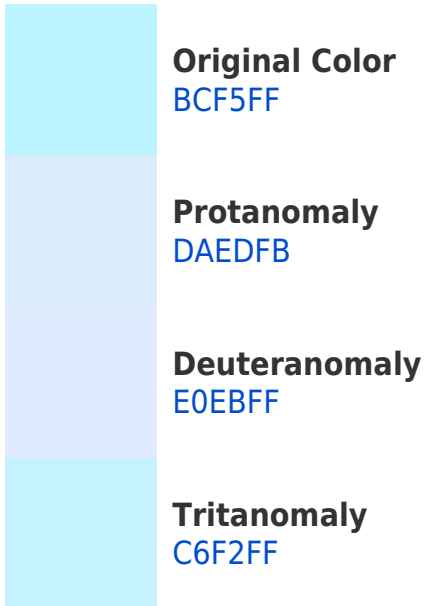 Original Color
BCF5FF
Protanomaly
DAEDFB
Deuteranomaly
E0EBFF
Tritanomaly
C6F2FF